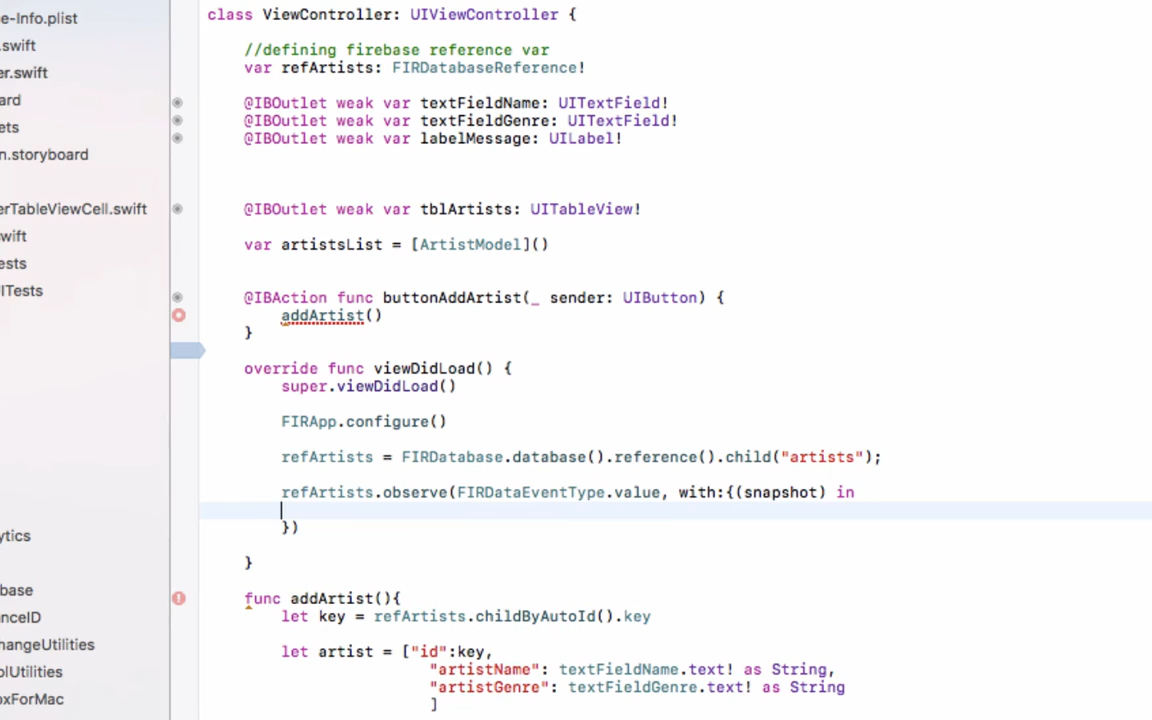 e-Info.plist
.swift
er.swift
ard
ets
n.storyboard
erTableViewCell.swift
wift
ests
ITests
ytics
base
nceID
hangeUtilities
olUtilities
oxForMac
class ViewController: UIViewController {
//defining firebase reference var
var refArtists: FIRDatabaseReference!
@IBOutlet weak var textFieldName: UITextField!
@IBOutlet weak var textFieldGenre: UITextField!
@IBOutlet weak var labelMessage: UILabel!
@IBOutlet weak var tblArtists: UITableView!
var artistsList = [ArtistModel]()
@IBAction func buttonAddArtist(_ sender: UIButton) {
addArtist()
}
override func viewDidLoad() {
super.viewDidLoad()
FIRApp.configure()
refArtists = FIRDatabase.database().reference().child("artists");
refArtists.observe(FIRDataEventType.value, with:{(snapshot) in
})
}
func addArtist(){
let key = refArtists.childByAutoId().key
let artist = ["id":key,
"artistName": textFieldName.text! as String,
"artistGenre": textFieldGenre.text! as String
]